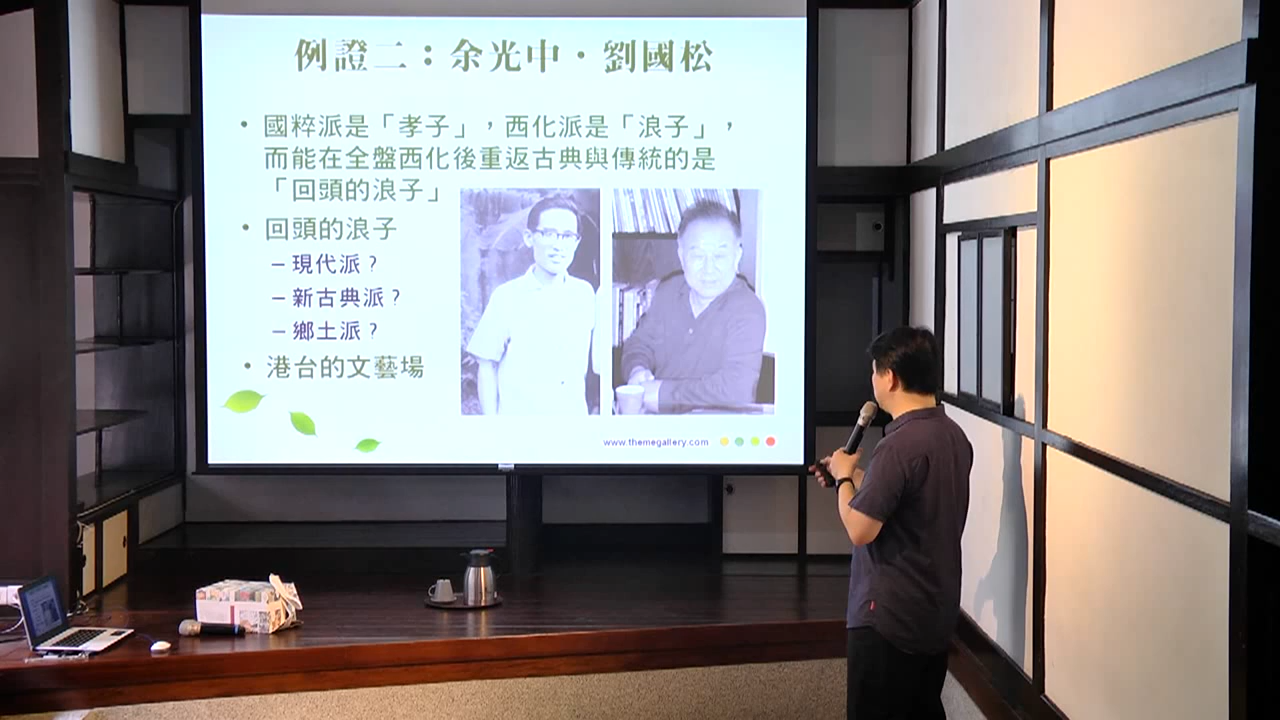 例證二：余光中．劉國松
• 國粹派是「孝子」，西化派是「浪子」，
而能在全盤西化後重返古典與傳統的是
「回頭的浪子」
• 回頭的浪子
– 現代派？
– 新古典派？
– 鄉土派？
• 港台的文藝場
www.themegallery.com